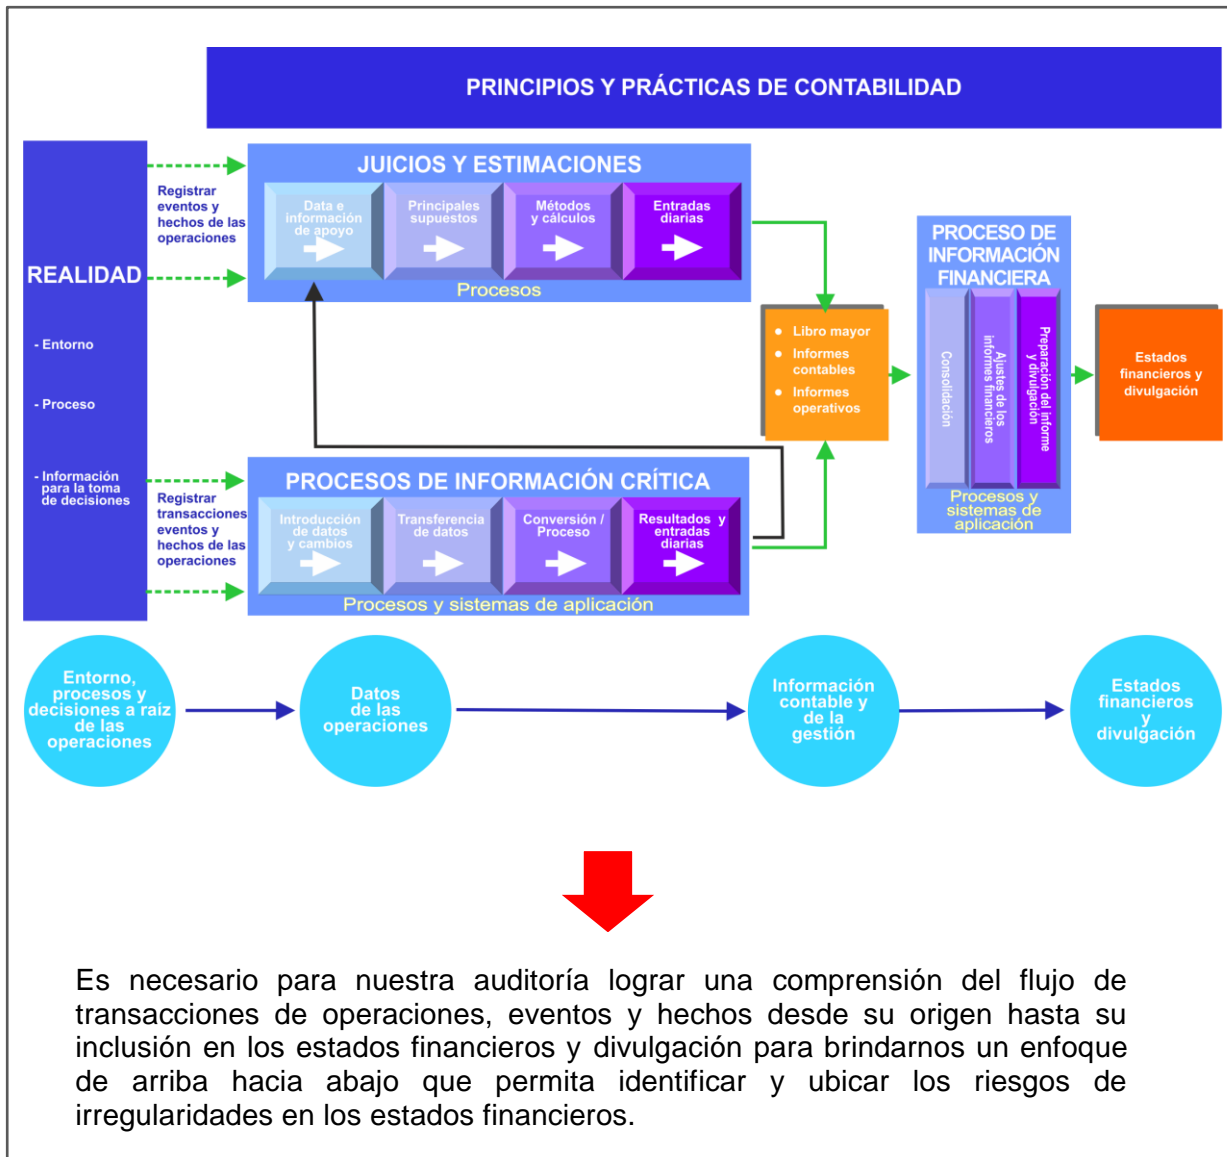 PRINCIPIOS Y PRÁCTICAS DE CONTABILIDAD
REALIDAD
- Entorno
- Proceso
- Información
para la toma
de decisiones
Registrar
eventos y
hechos de las
operaciones
Registrar
transacciones
eventos y
hechos de las
operaciones
JUICIOS Y ESTIMACIONES
Data e
información
de apoyo
Principales
supuestos
Métodos
y cálculos
Entradas
diarias
Procesos
PROCESOS DE INFORMACIÓN CRÍTICA
Introducción
de datos
y cambios
Transferencia
de datos
Conversión /
Proceso
Resultados y
entradas
diarias
Procesos y sistemas de aplicación
● Libro mayor
● Informes
contables
● Informes
operativos
PROCESO DE
INFORMACIÓN
FINANCIERA
Consolidación
Ajustes de los
informes financieros
Preparación del informe
y divulgación
Procesos y
sistemas de
aplicación
Estados
financieros y
divulgación
Entorno,
procesos y
decisiones a raíz
de las
operaciones
Datos
de las
operaciones
Información
contable y
de la
gestión
Estados
financieros
y
divulgación
Es necesario para nuestra auditoría lograr una comprensión del flujo de
transacciones de operaciones, eventos y hechos desde su origen hasta su
inclusión en los estados financieros y divulgación para brindarnos un enfoque
de arriba hacia abajo que permita identificar y ubicar los riesgos de
irregularidades en los estados financieros.